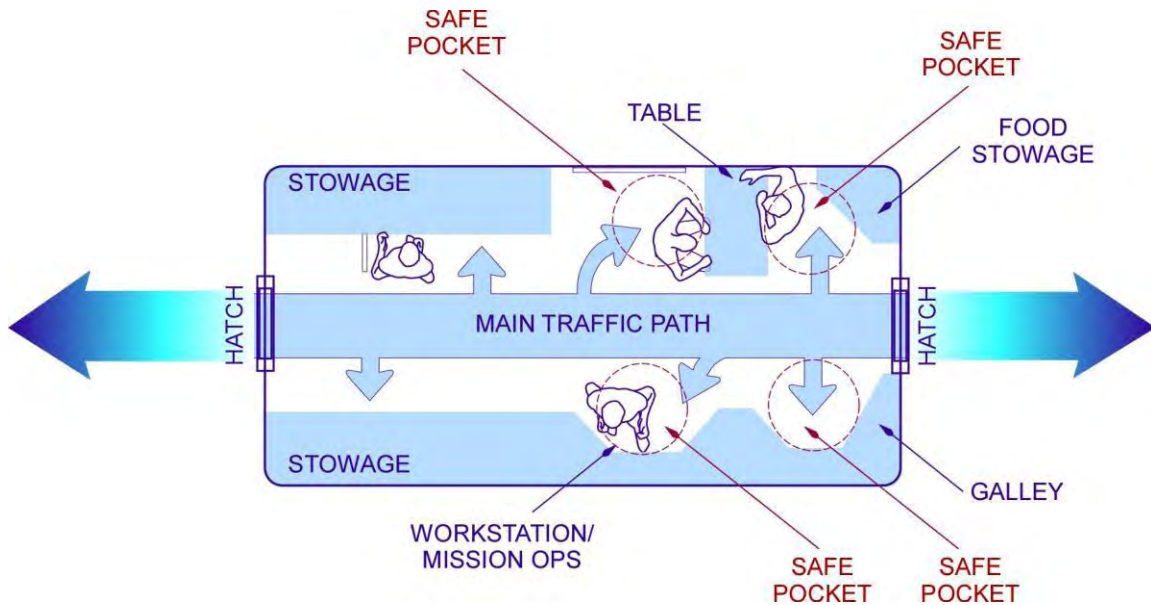 SAFE
POCKET
SAFE
POCKET
TABLE
FOOD
STOWAGE
STOWAGE
HATCH
MAIN TRAFFIC PATH
HATCH
STOWAGE
GALLEY
WORKSTATION/
MISSION OPS
SAFE
POCKET
SAFE
POCKET